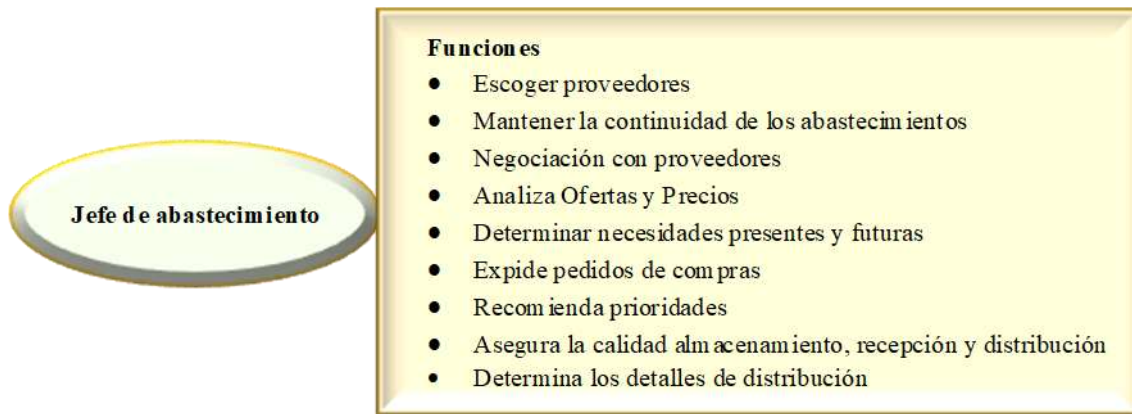 Jefe de abastecimiento
Funciones
● Escoger proveedores
● Mantener la continuidad de los abastecimientos
● Negociación con proveedores
● Analiza Ofertas y Precios
● Determinar necesidades presentes y futuras
● Expide pedidos de compras
● Recomienda prioridades
● Asegura la calidad almacenamiento, recepción y distribución
● Determina los detalles de distribución